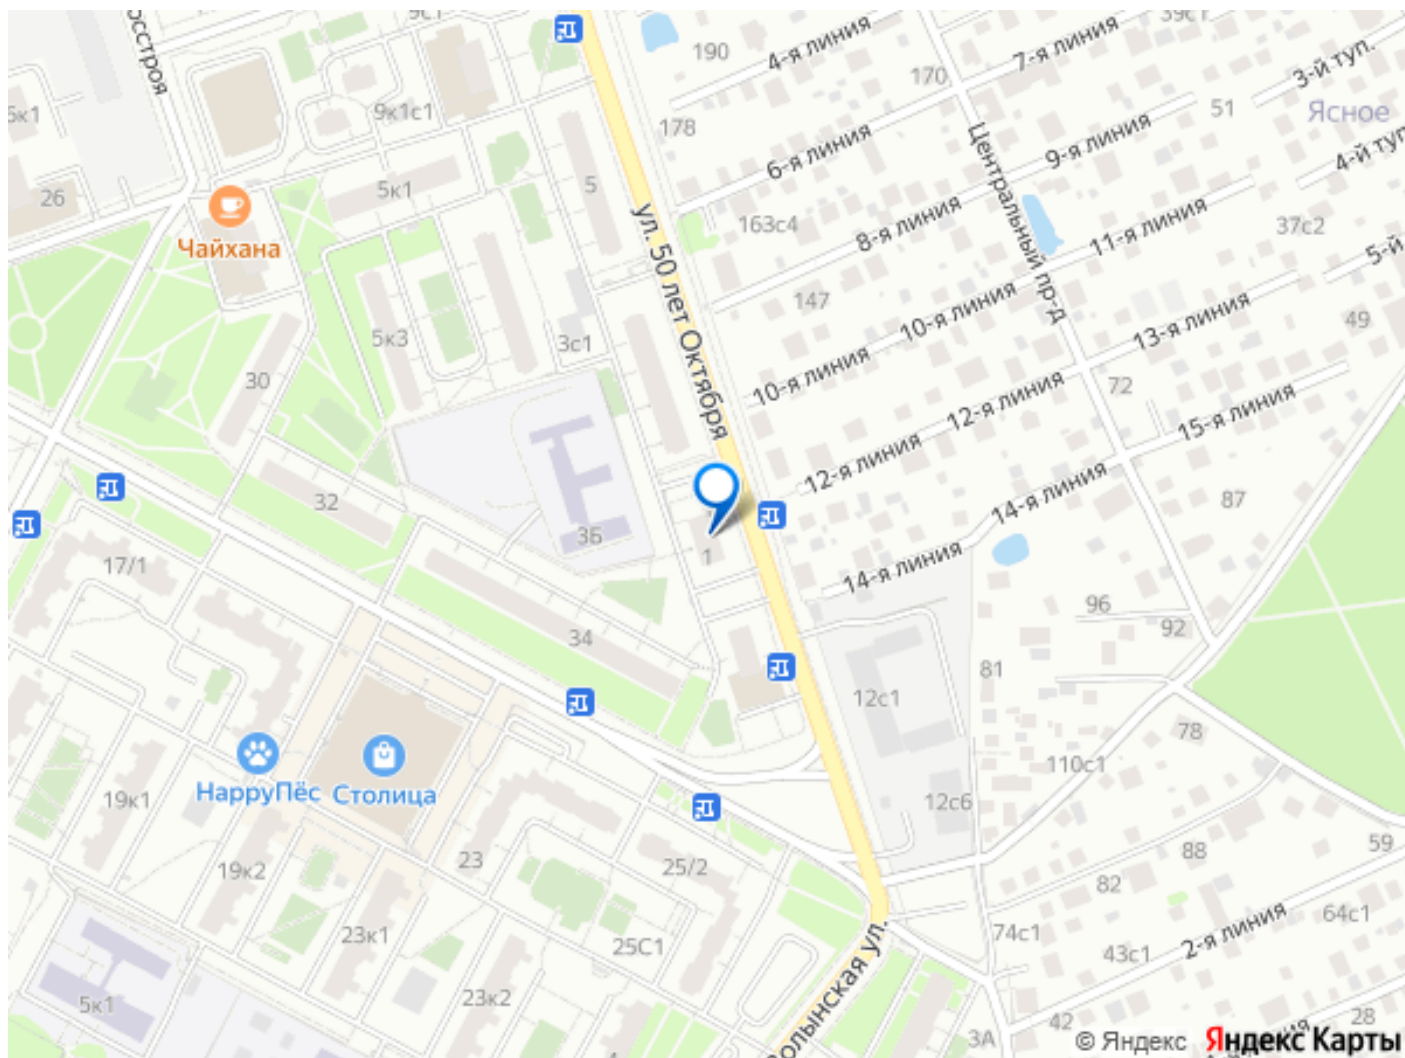 9с1
190
4-я линия
7-я линия
39с1
3-й туп.
170
51
Ясное
9к1с1
178
6-я линия
Центральный пр-д
9-я линия
4-й туп.
26
5к1
5
ул. 50 лет Октября
163с4
8-я линия
11-я линия
37с2
Чайхана
5-й
147
10-я линия
13-я линия
49
5к3
3с1
10-я линия
12-я линия
72
15-я линия
30
12-я линия
14-я линия
87
32
3Б
1
14-я линия
17/1
96
92
34
81
12с1
78
110с1
НарруПёс
Столица
19к1
12с6
59
23
25/2
88
19к2
82
64с1
23к1
25С1
74с1
43с1
2-я линия
5к1
23к2
3А
42
28
© Яндекс
Яндекс Карты